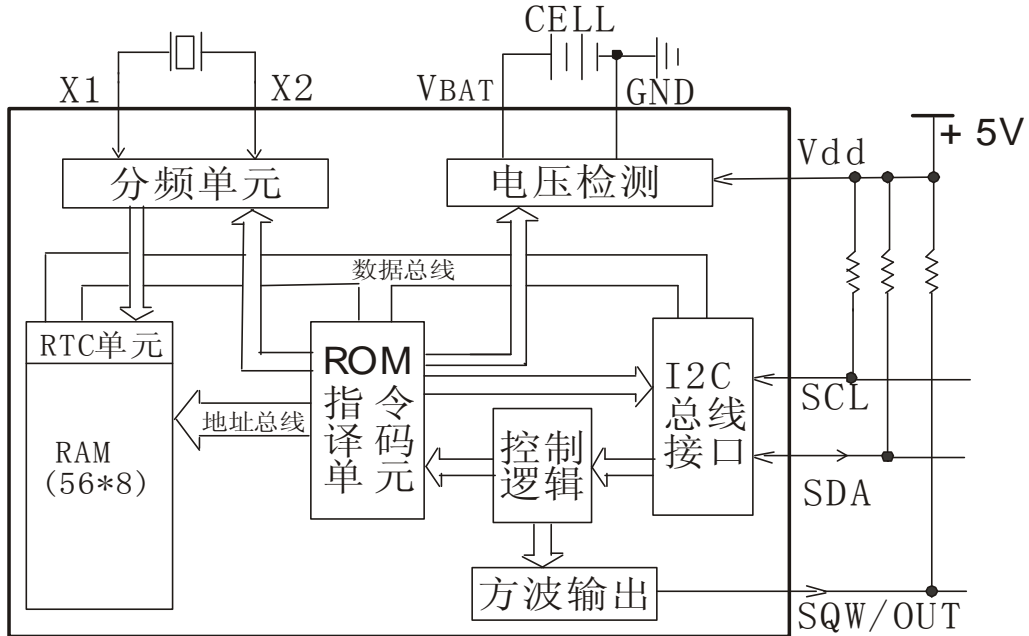 CELL
X1
X2
VBAT
GND
+ 5V
Vdd
分频单元
电压检测
数据总线
RTC单元
ROM
指令
译码
单元
I2C
总线
接口
SCL
地址总线
控制
逻辑
RAM
(56*8)
SDA
方波输出
SQW/OUT